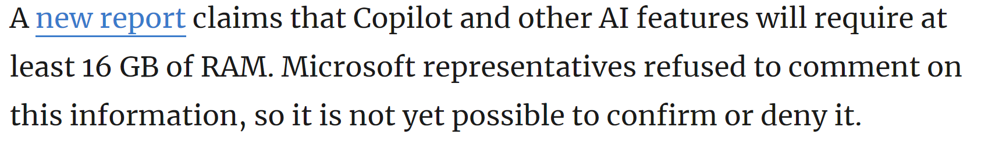 A new report claims that Copilot and other AI features will require at
least 16 GB of RAM. Microsoft representatives refused to comment on
this information, so it is not yet possible to confirm or deny it.